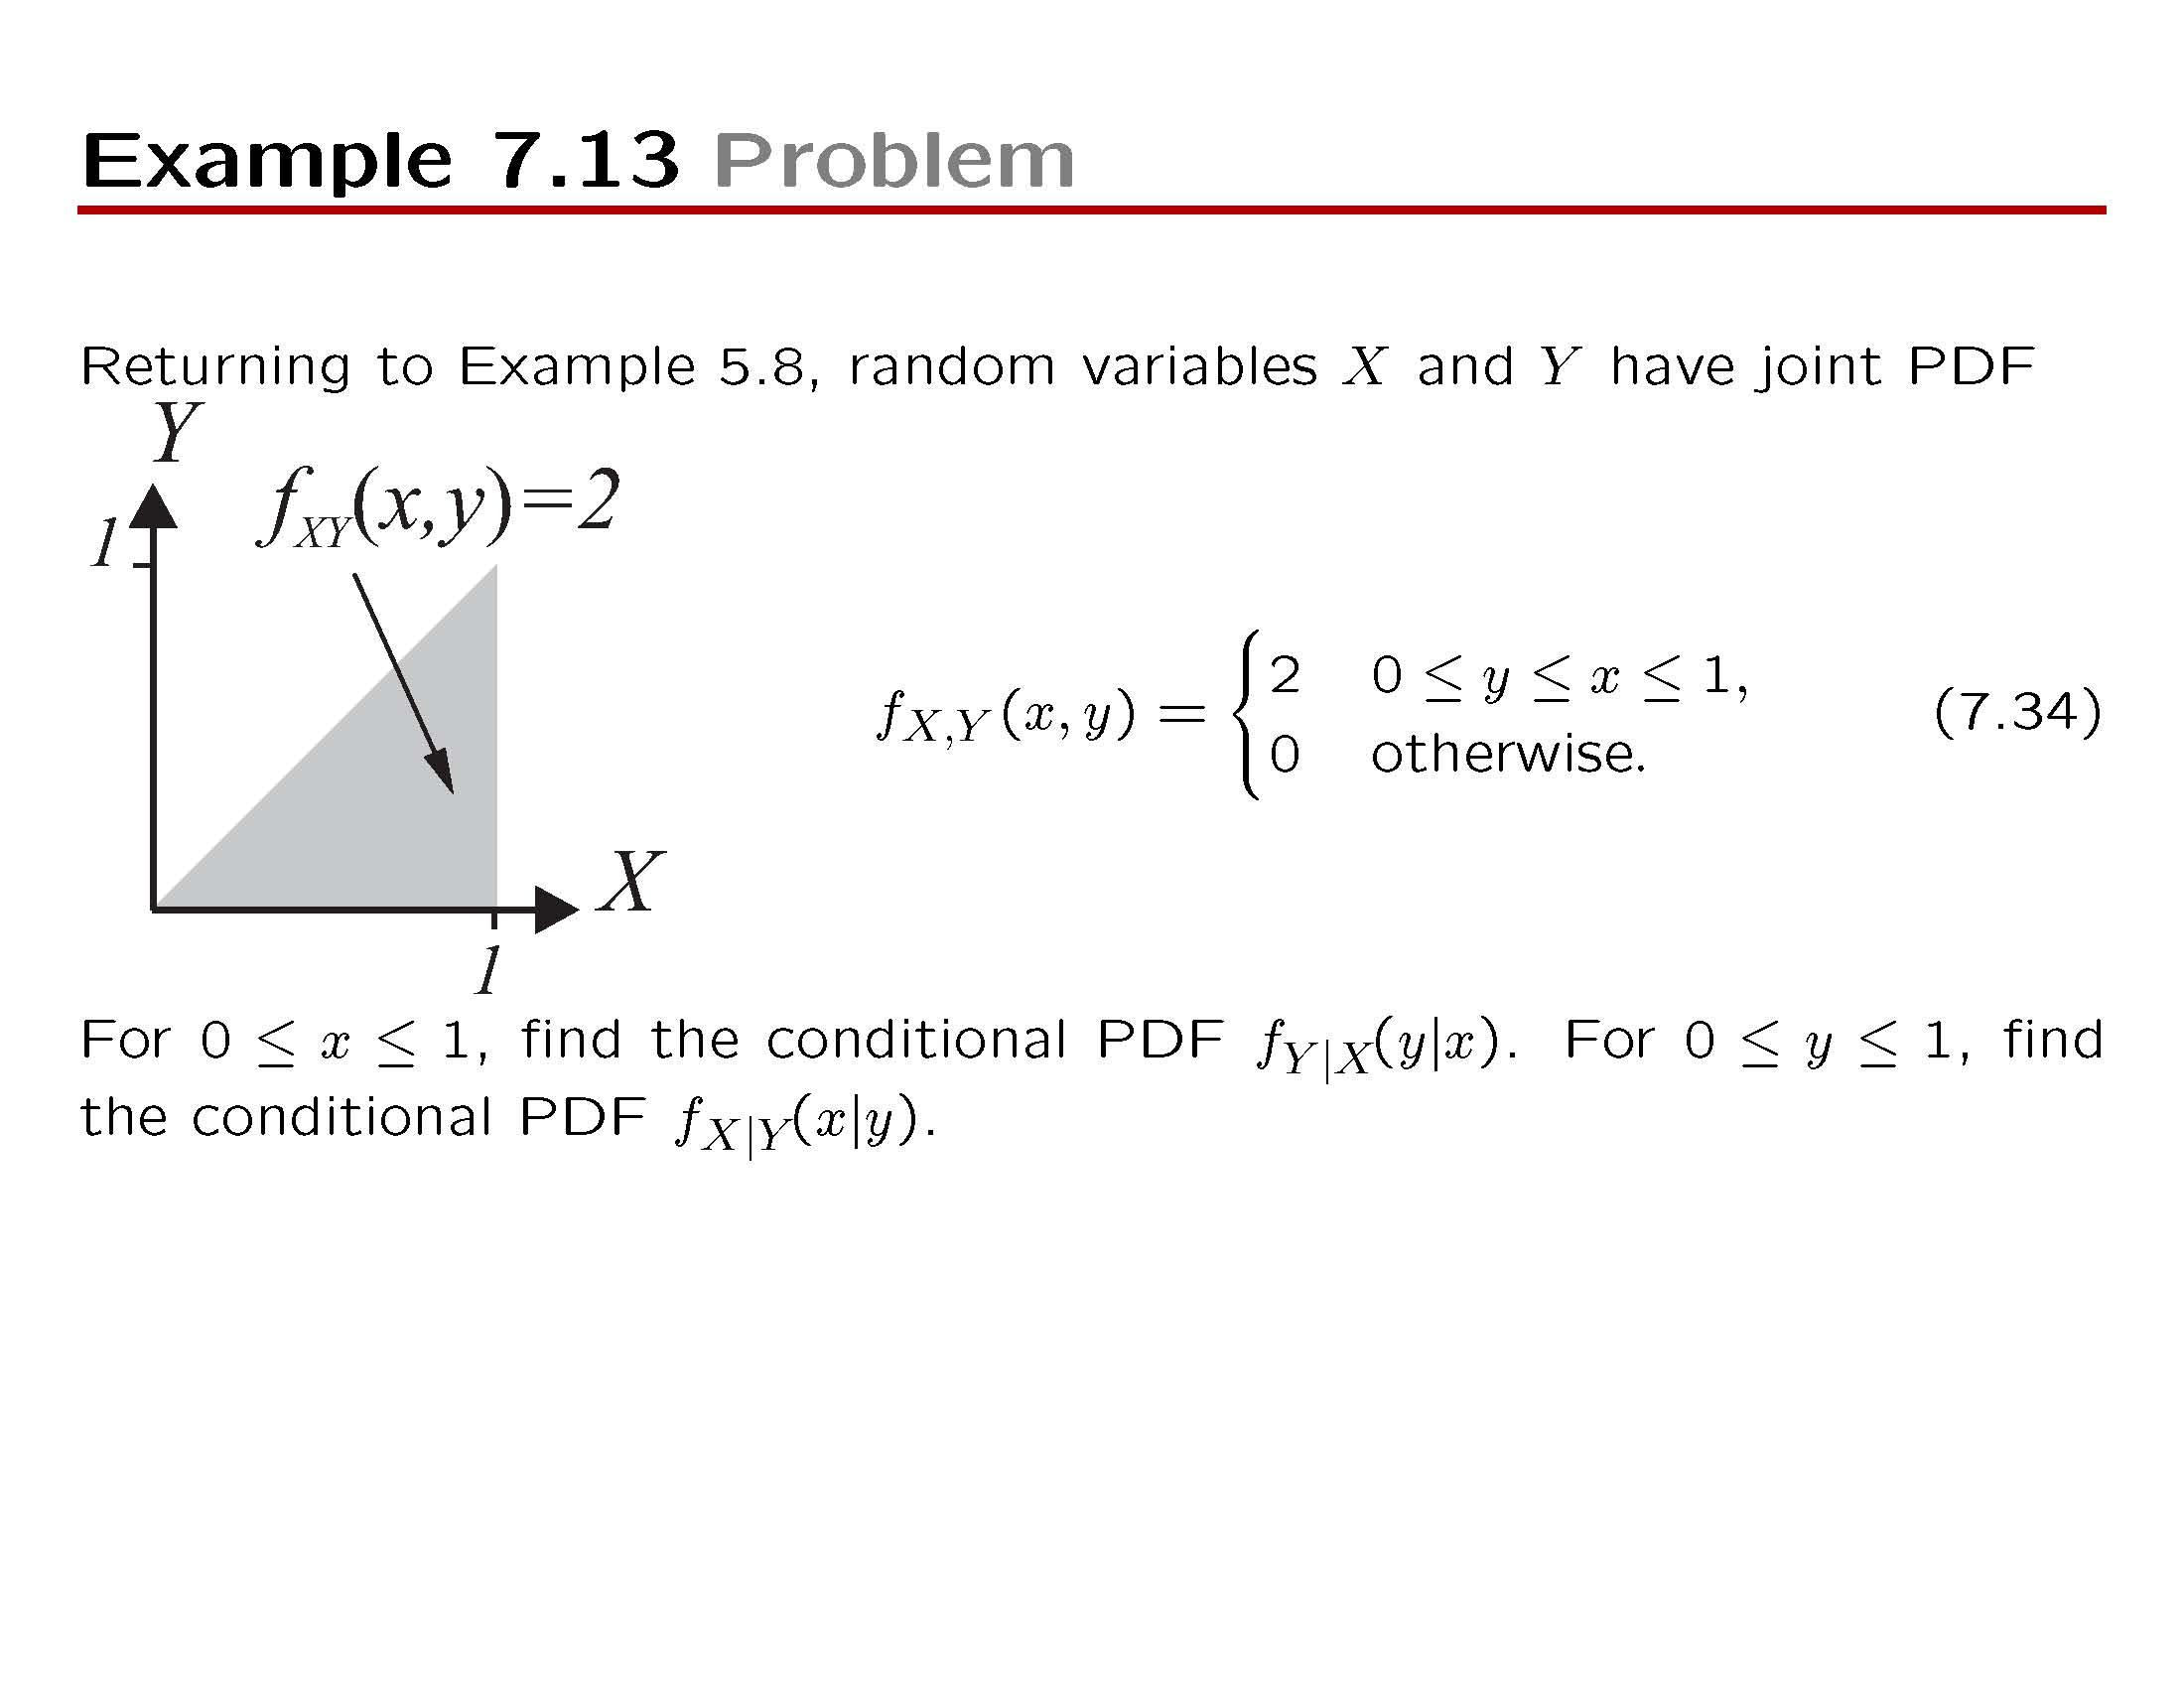 Example 7.13 Problem
Returning to Example 5.8, random variables X and Y have joint PDF
Y
f_XY(x,y)=2
1
X
1
f_{X,Y}(x, y) = { 2 0 ≤ y ≤ x ≤ 1, (7.34)
0 otherwise.
For 0 ≤ x ≤ 1, find the conditional PDF f_{Y|X}(y|x). For 0 ≤ y ≤ 1, find
the conditional PDF f_{X|Y}(x|y).